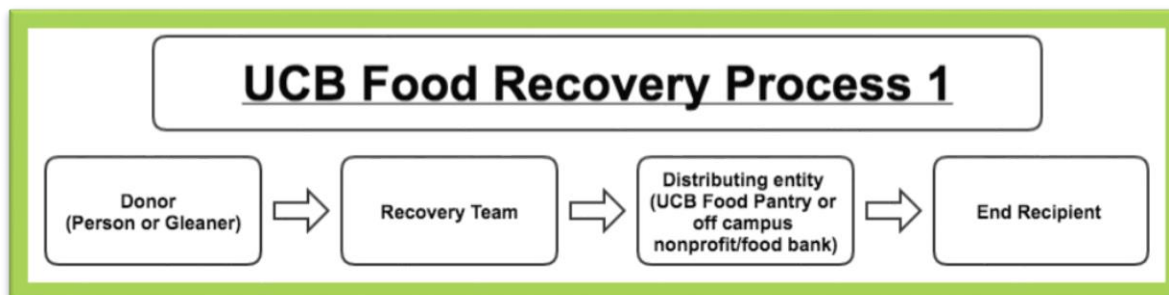 UCB Food Recovery Process 1
Donor
(Person or Gleaner)
Recovery Team
Distributing entity
(UCB Food Pantry or
off campus
nonprofit/food bank)
End Recipient